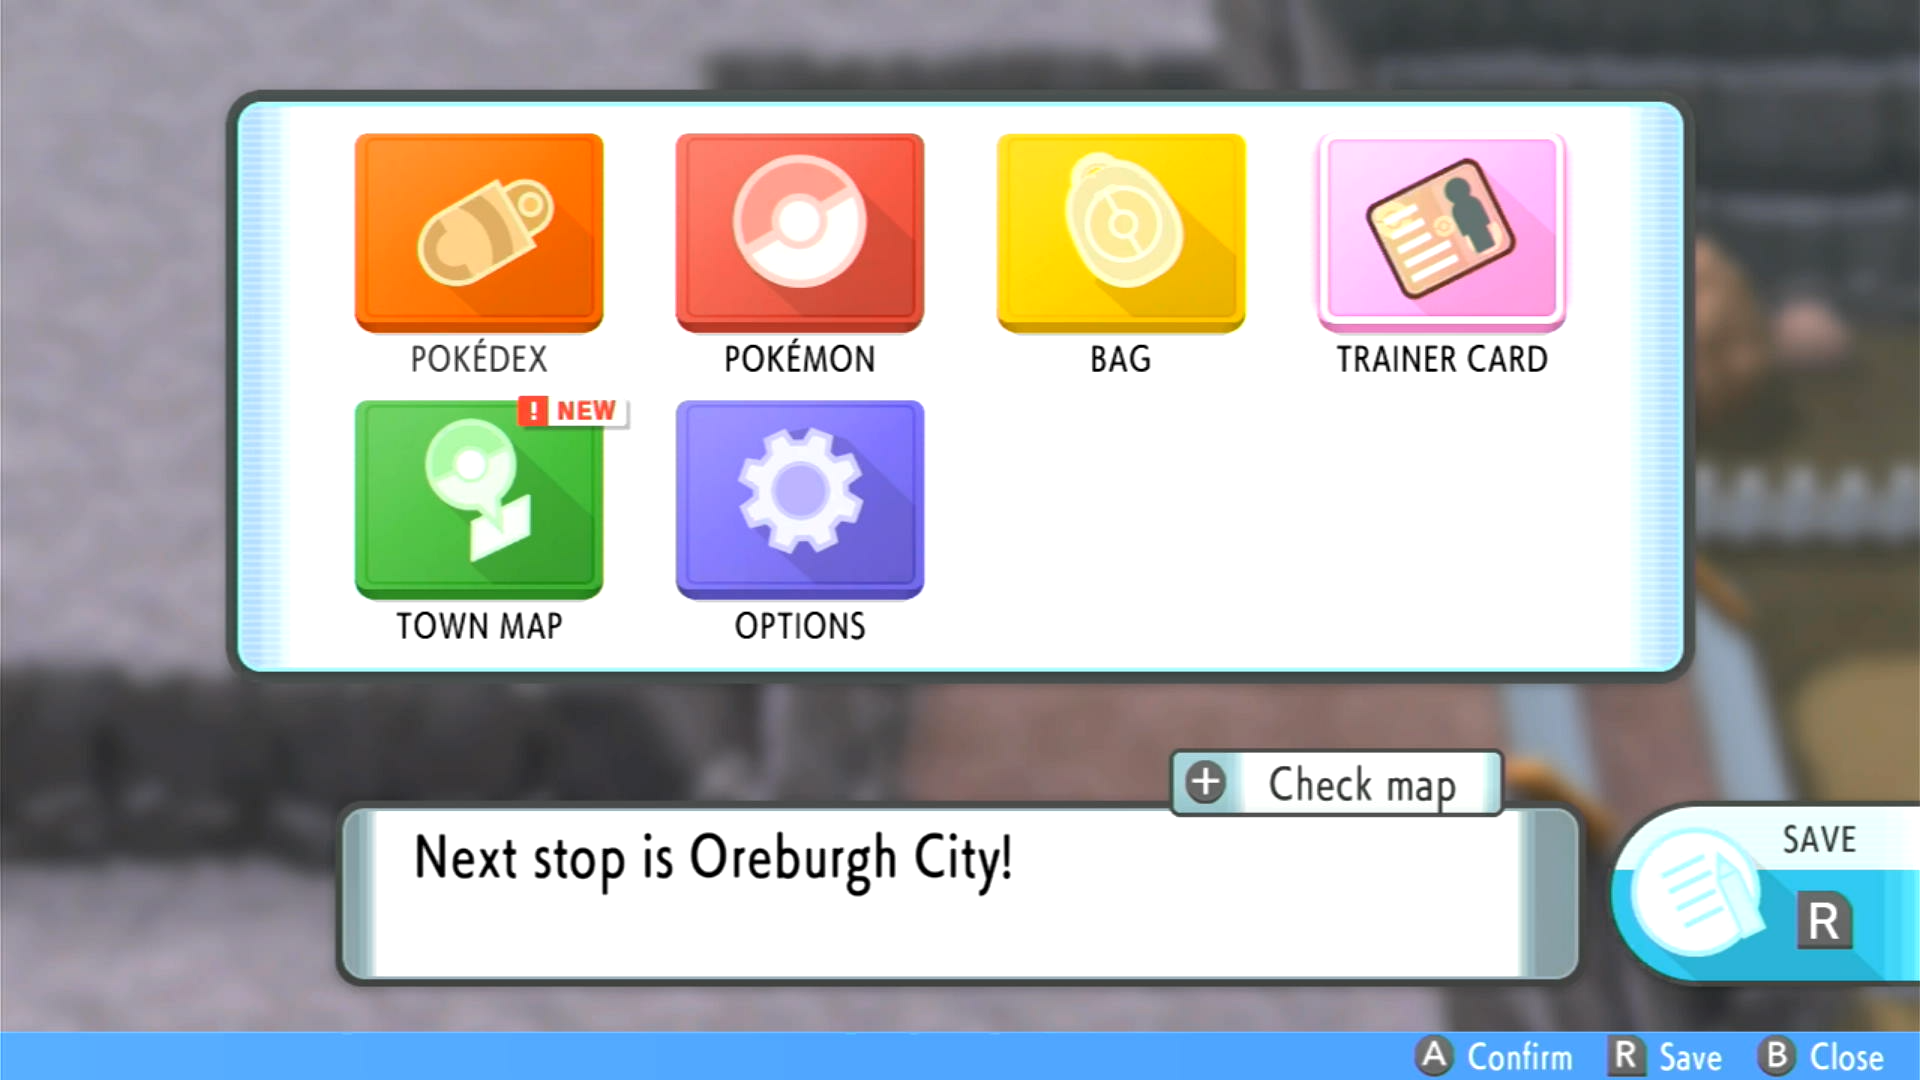 POKÉDEX
POKÉMON
BAG
TRAINER CARD
! NEW
TOWN MAP
OPTIONS
+ Check map
Next stop is Oreburgh City!
SAVE
R
A Confirm R Save B Close